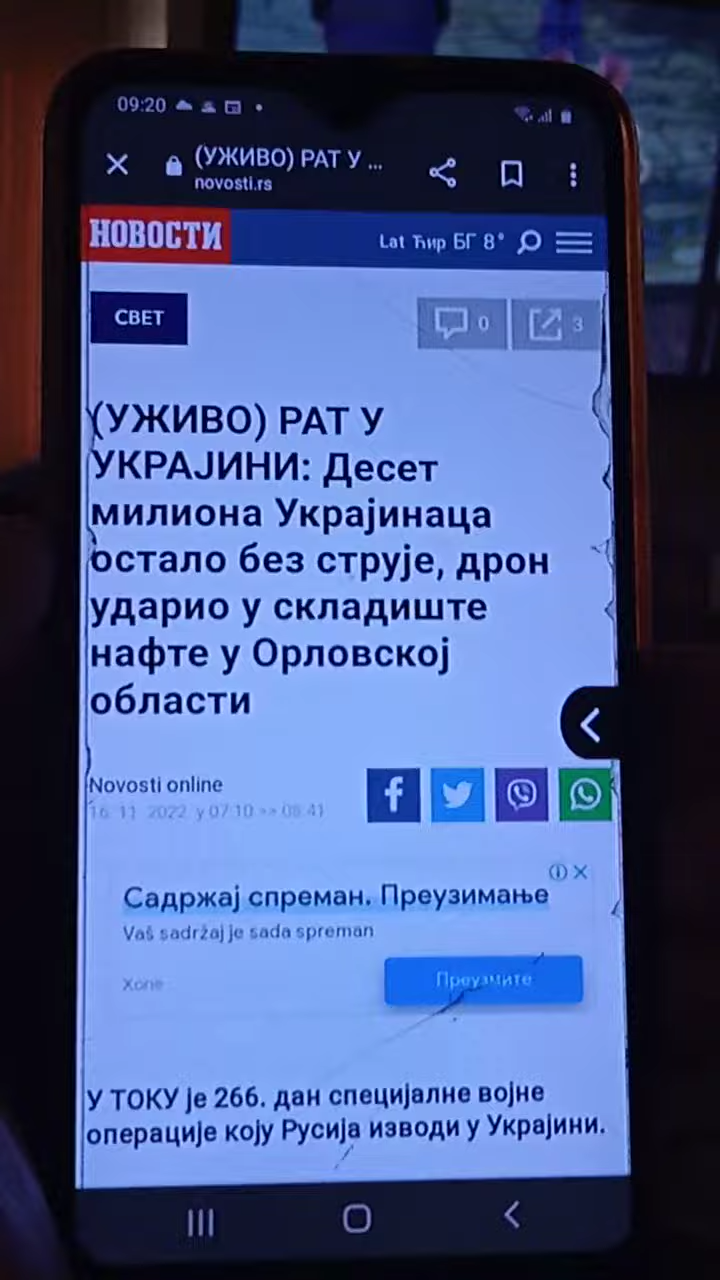 09:20
(УЖИВО) РАТ У ...
novosti.rs
НОВОСТИ
Lat Ћир БГ 8°
СВЕТ
0
3
(УЖИВО) РАТ У
УКРАЈИНИ: Десет
милиона Украјинаца
остало без струје, дрон
ударио у складиште
нафте у Орловској
области
Novosti online
16. 11. 2022. у 07:10 >> 08:41
Садржај спреман. Преузимање
Vaš sadržaj je sada spreman
Xone
Преузмите
У ТОКУ је 266. дан специјалне војне
операције коју Русија изводи у Украјини.